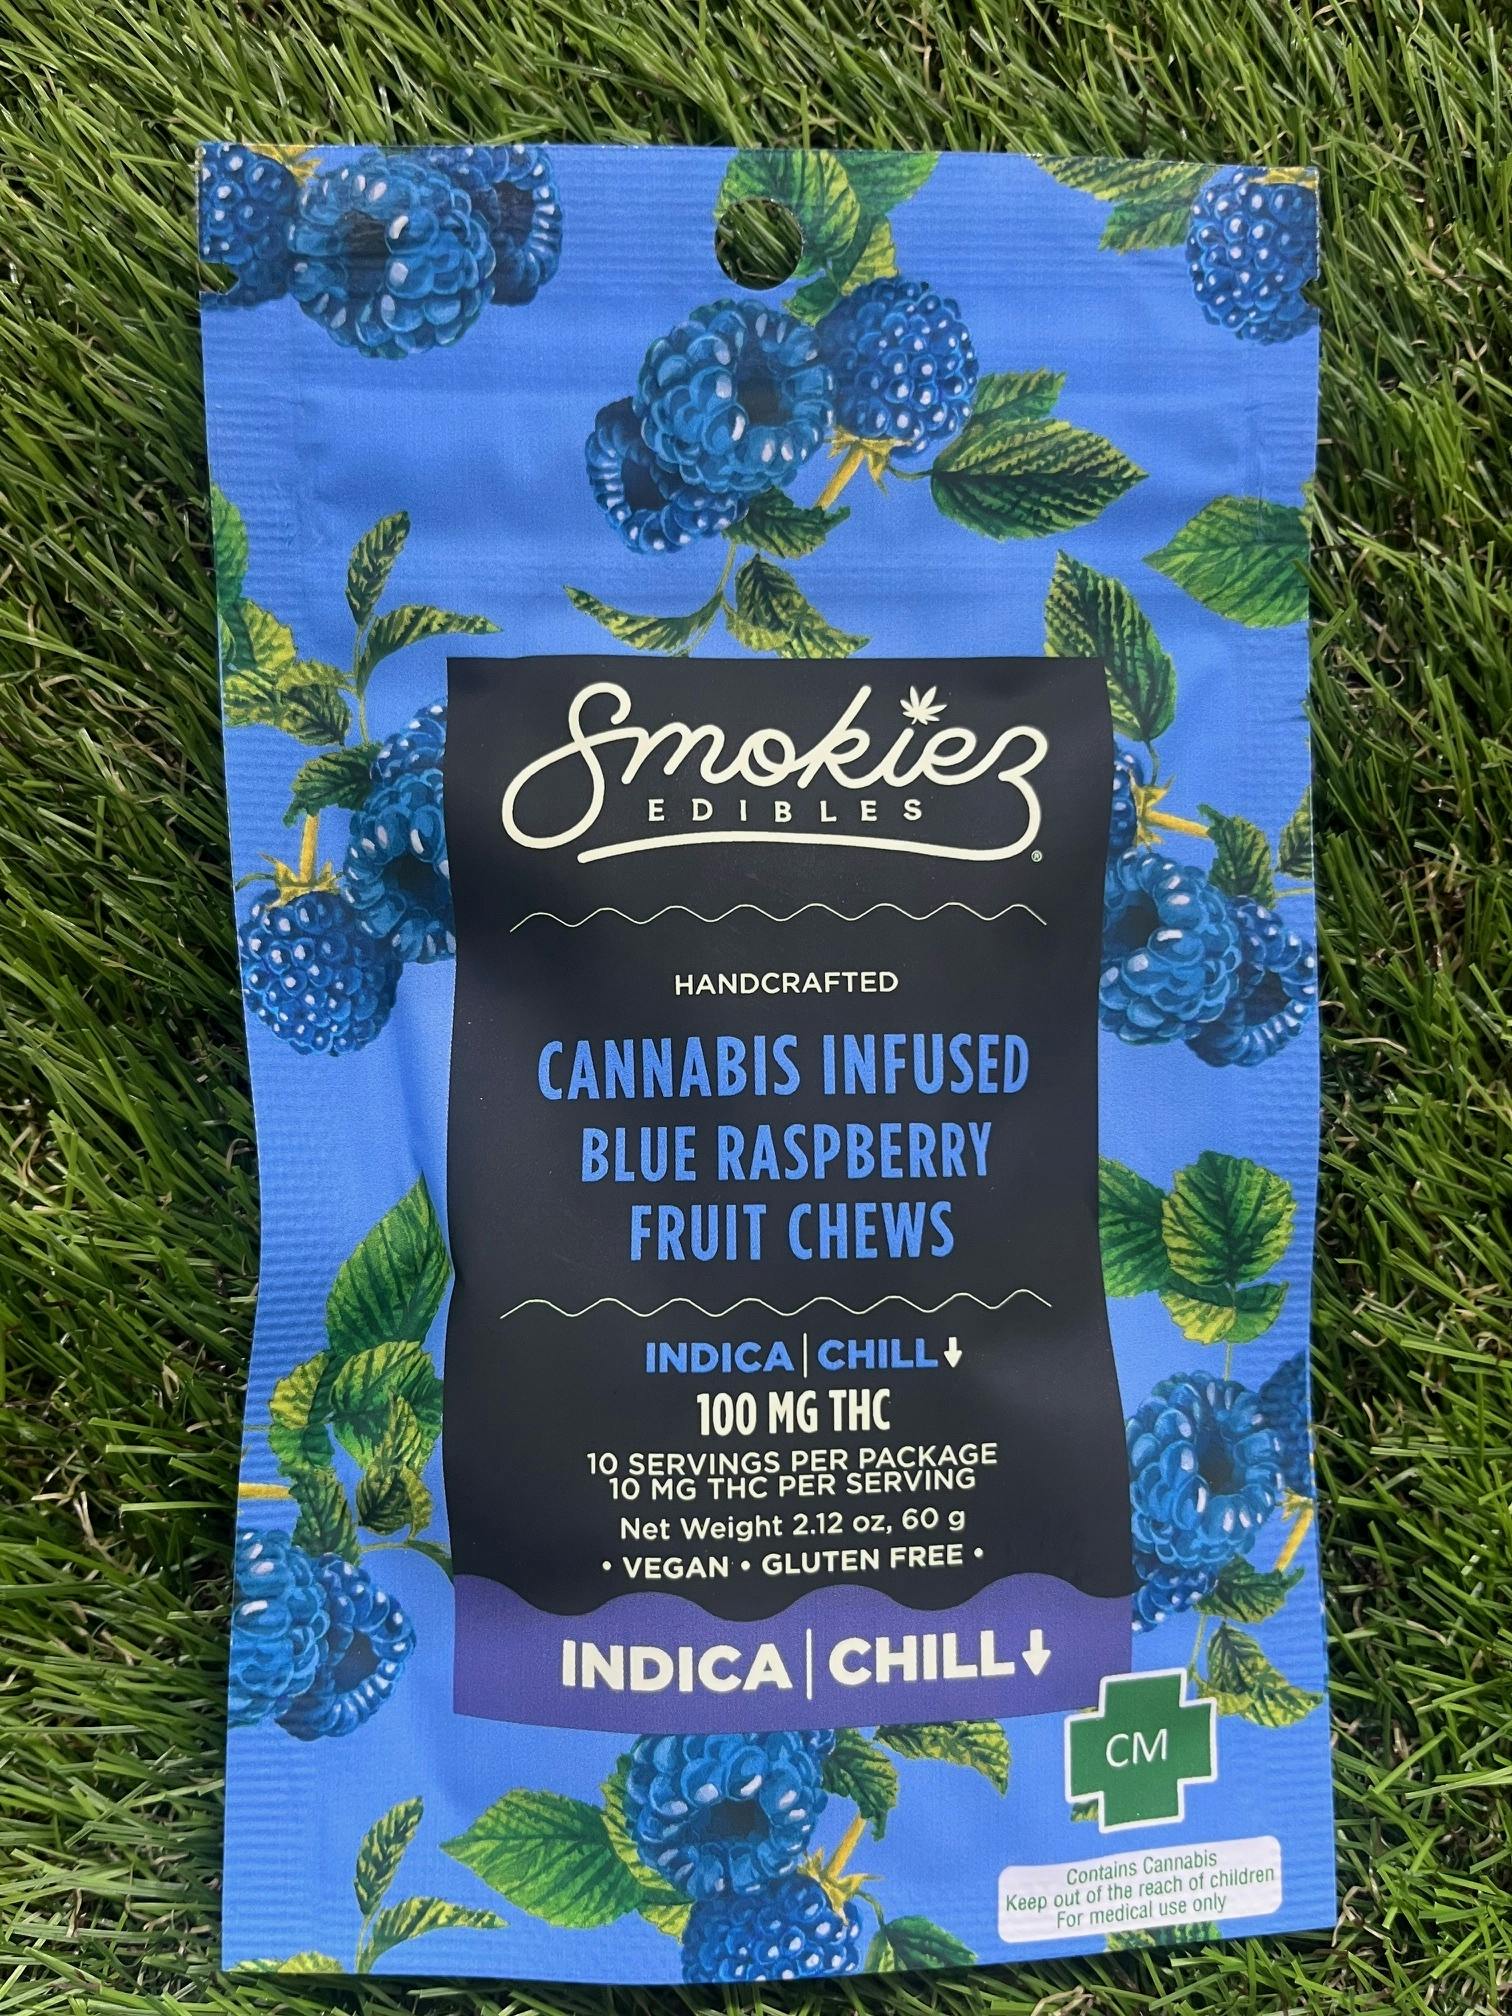 Smokiez
EDIBLES
®
HANDCRAFTED
CANNABIS INFUSED
BLUE RASPBERRY
FRUIT CHEWS
INDICA | CHILL↓
100 MG THC
10 SERVINGS PER PACKAGE
10 MG THC PER SERVING
Net Weight 2.12 oz, 60 g
• VEGAN • GLUTEN FREE •
INDICA | CHILL↓
CM
Contains Cannabis
Keep out of the reach of children
For medical use only